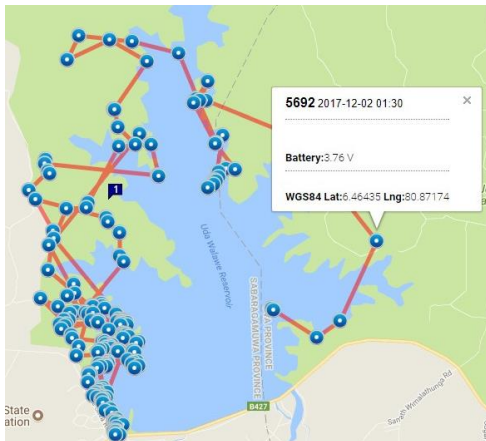 5692 2017-12-02 01:30
×
Battery:3.76 V
WGS84 Lat:6.46435 Lng:80.87174
1
Uda Walawe Reservoir
SABARAGAMUWA PROVINCE
B427
State
ation